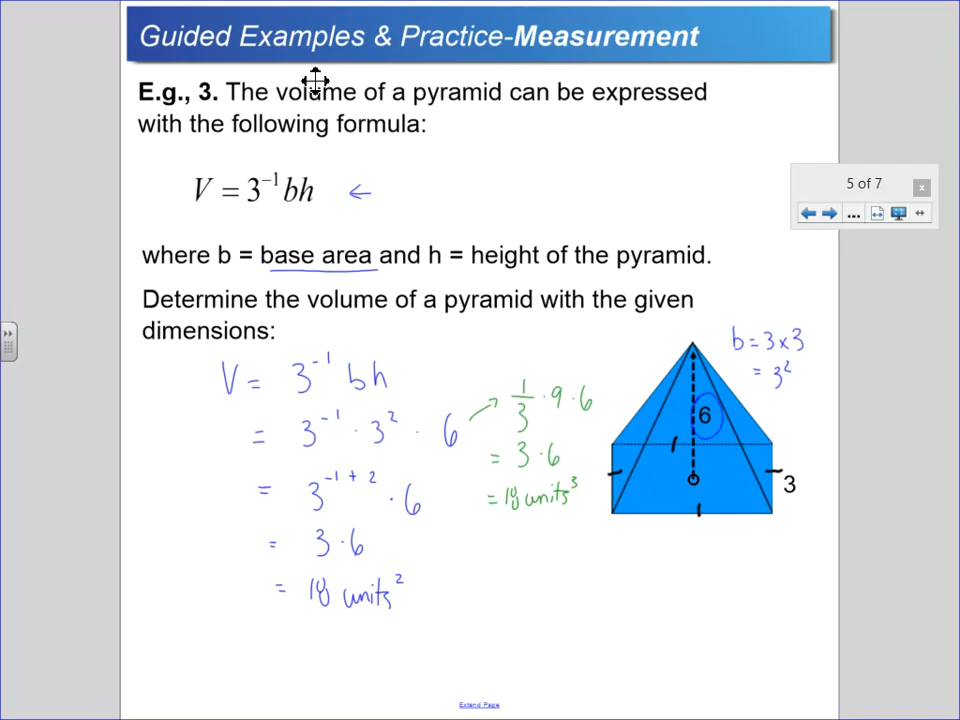 Guided Examples & Practice-Measurement
E.g., 3. The volume of a pyramid can be expressed
with the following formula:
V = 3⁻¹ bh ←
5 of 7
x
...
where b = base area and h = height of the pyramid.
Determine the volume of a pyramid with the given
dimensions:
V = 3⁻¹ bh
= 3⁻¹ · 3² · 6
= 3⁻¹⁺² · 6
= 3 · 6
= 18 units²
1/3 · 9 · 6
= 3 · 6
= 18 units³
b = 3 x 3
= 3²
6
3
Extend Page